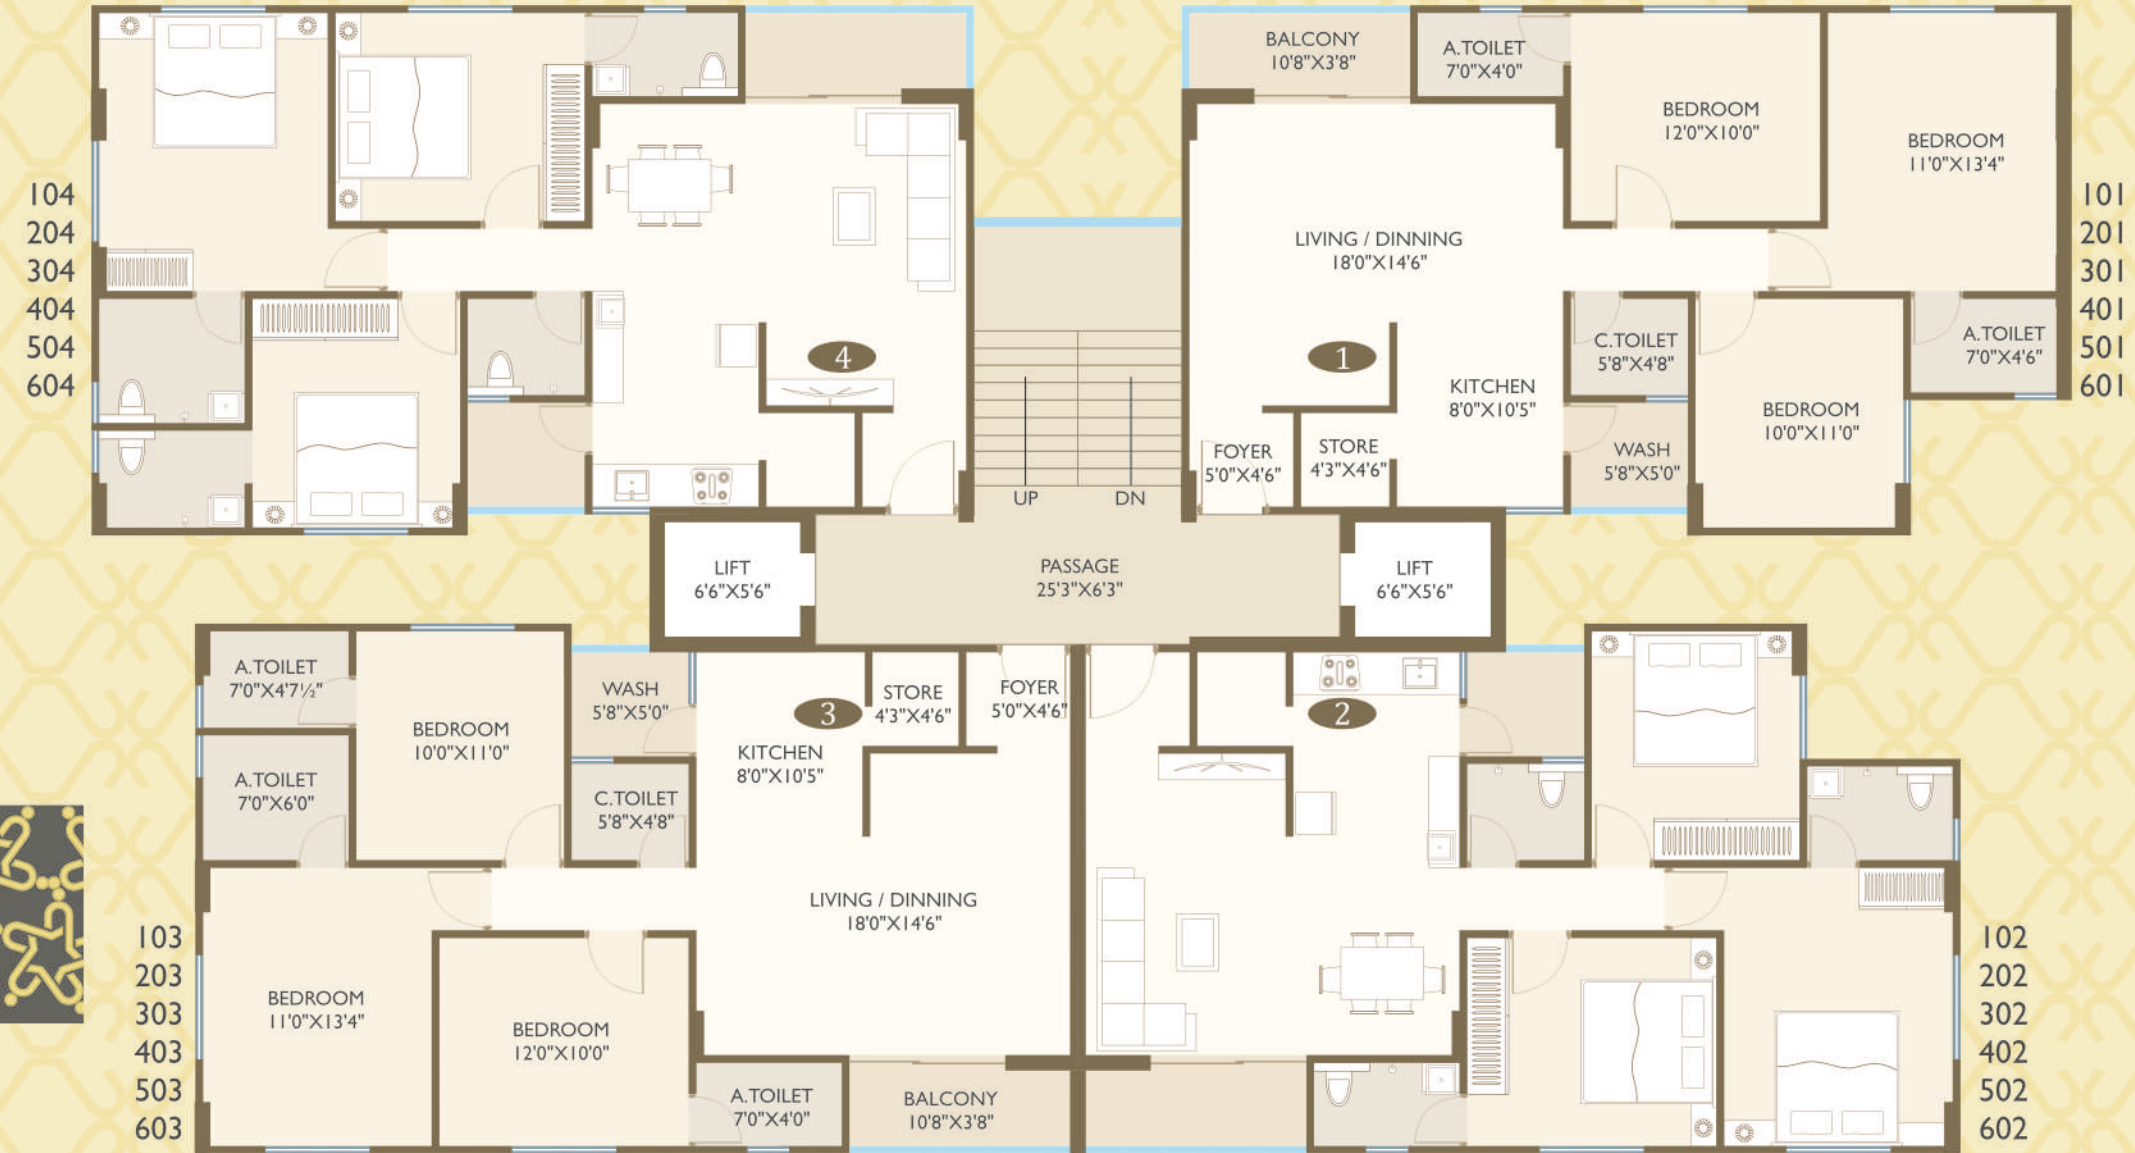 104
204
304
404
504
604
4
UP
DN
BALCONY
10'8"X3'8"
A.TOILET
7'0"X4'0"
BEDROOM
12'0"X10'0"
BEDROOM
11'0"X13'4"
LIVING / DINNING
18'0"X14'6"
1
KITCHEN
8'0"X10'5"
C.TOILET
5'8"X4'8"
A.TOILET
7'0"X4'6"
BEDROOM
10'0"X11'0"
FOYER
5'0"X4'6"
STORE
4'3"X4'6"
WASH
5'8"X5'0"
101
201
301
401
501
601
LIFT
6'6"X5'6"
PASSAGE
25'3"X6'3"
LIFT
6'6"X5'6"
A.TOILET
7'0"X4'7½"
BEDROOM
10'0"X11'0"
WASH
5'8"X5'0"
3
STORE
4'3"X4'6"
FOYER
5'0"X4'6"
KITCHEN
8'0"X10'5"
A.TOILET
7'0"X6'0"
C.TOILET
5'8"X4'8"
LIVING / DINNING
18'0"X14'6"
BEDROOM
11'0"X13'4"
BEDROOM
12'0"X10'0"
A.TOILET
7'0"X4'0"
BALCONY
10'8"X3'8"
103
203
303
403
503
603
2
102
202
302
402
502
602